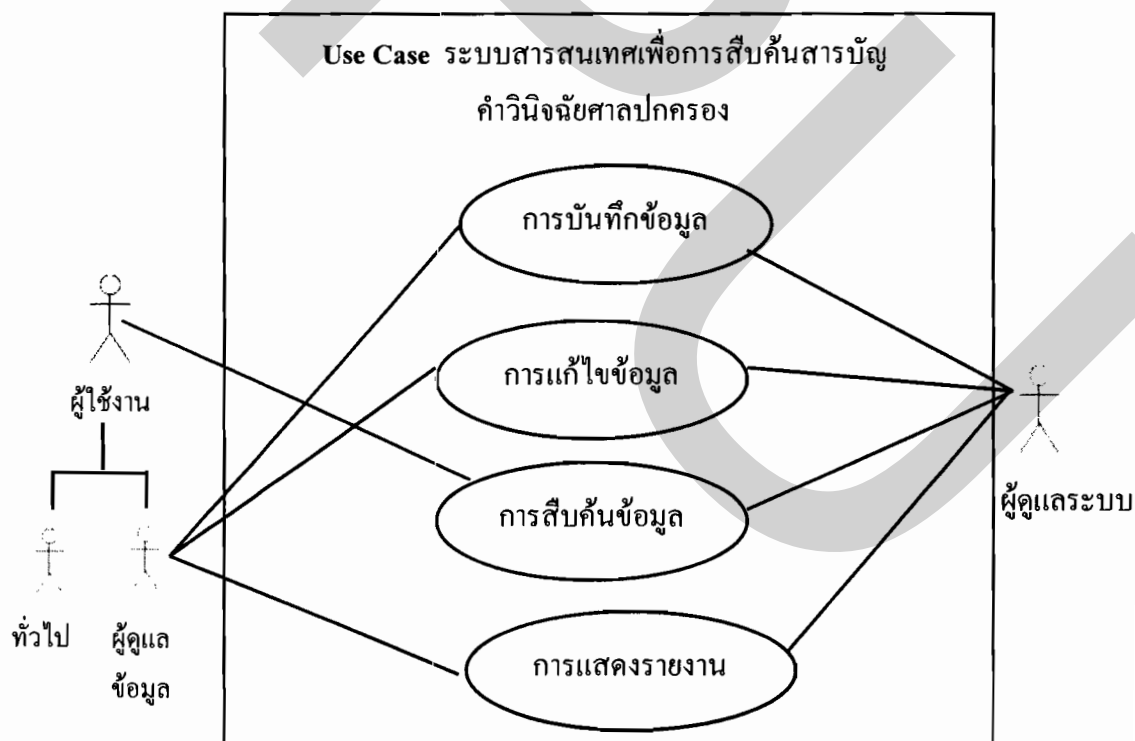 Use Case ระบบสารสนเทศเพื่อการสืบค้นสารบัญ
คำวินิจฉัยศาลปกครอง
การบันทึกข้อมูล
การแก้ไขข้อมูล
ผู้ใช้งาน
การสืบค้นข้อมูล
ผู้ดูแลระบบ
ทั่วไป
ผู้ดูแล
ข้อมูล
การแสดงรายงาน